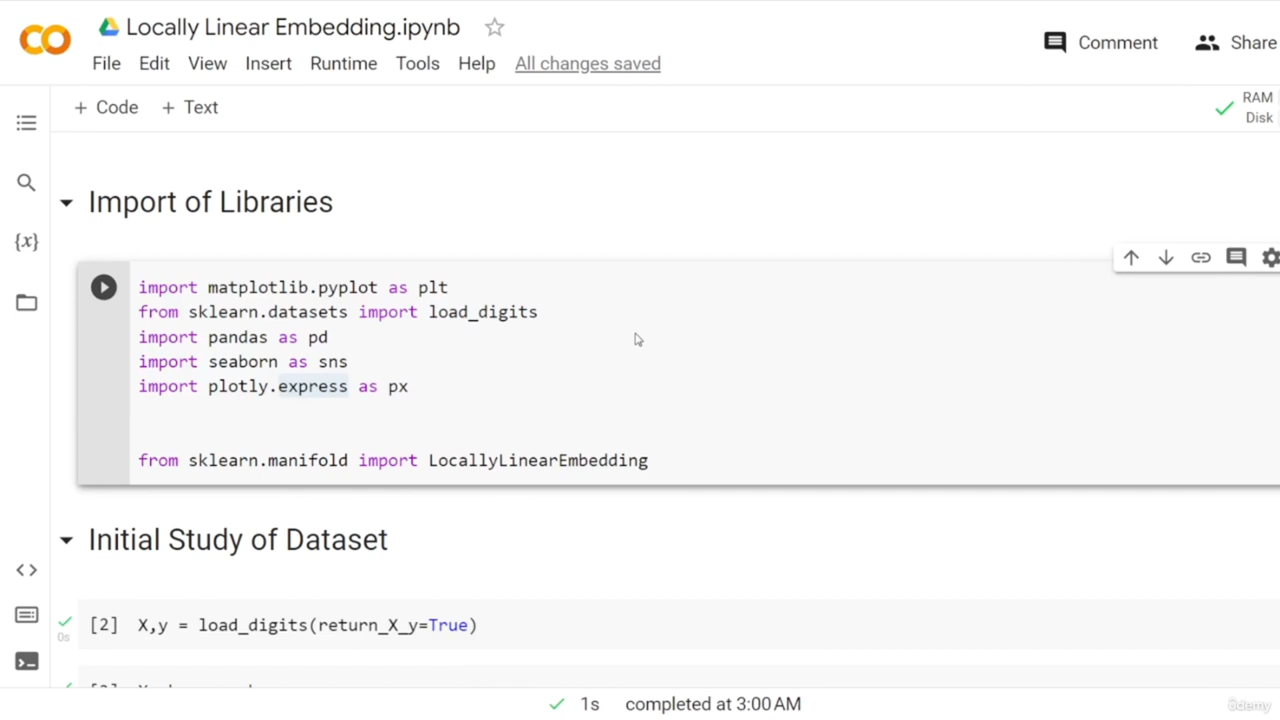 Locally Linear Embedding.ipynb
File Edit View Insert Runtime Tools Help All changes saved
Comment Share
+ Code + Text
RAM
Disk
Import of Libraries
{x}
import matplotlib.pyplot as plt
from sklearn.datasets import load_digits
import pandas as pd
import seaborn as sns
import plotly.express as px
from sklearn.manifold import LocallyLinearEmbedding
Initial Study of Dataset
[2] X,y = load_digits(return_X_y=True)
0s
1s completed at 3:00 AM
ûdemy